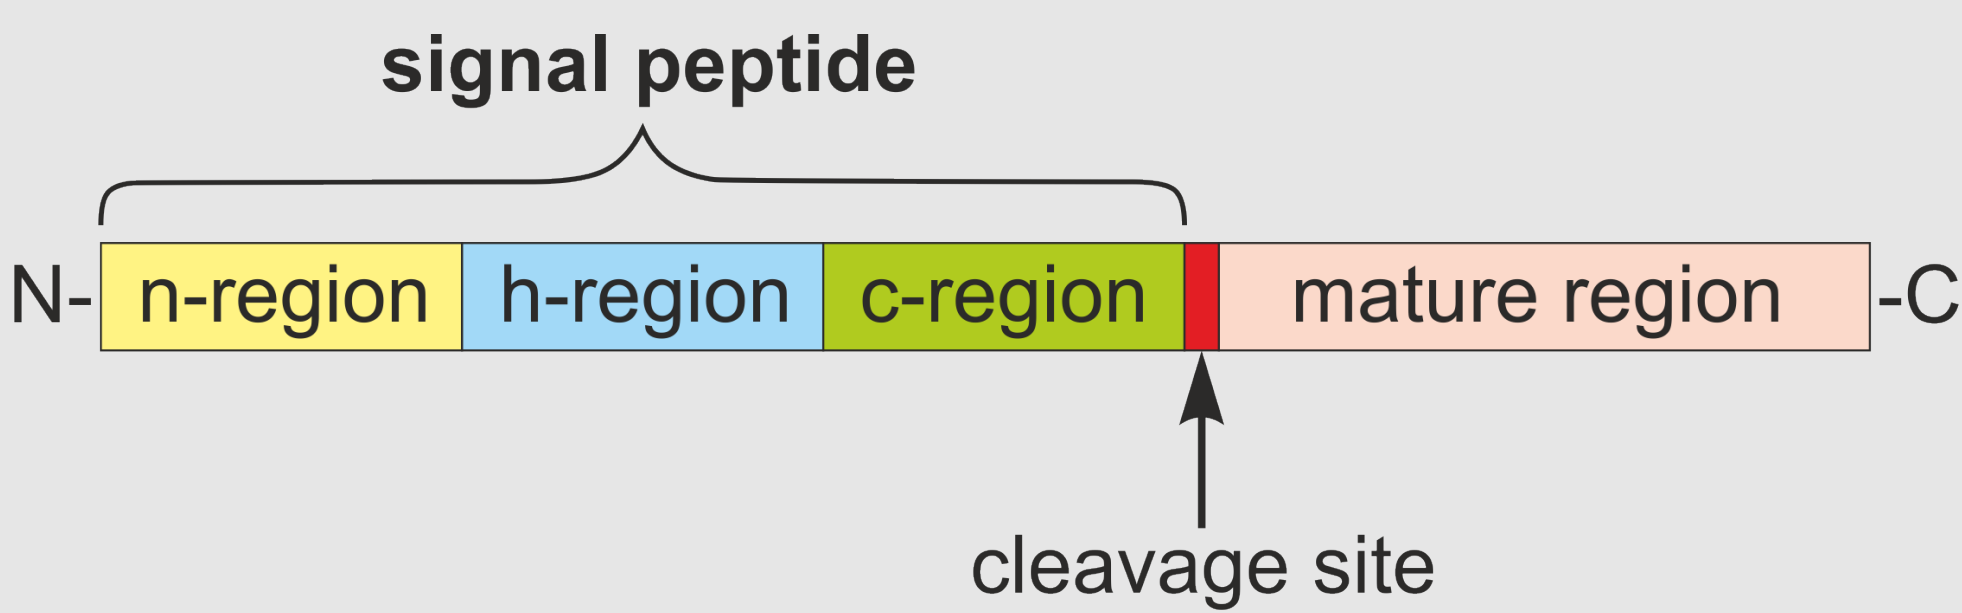 signal peptide
N- n-region h-region c-region mature region -C
cleavage site